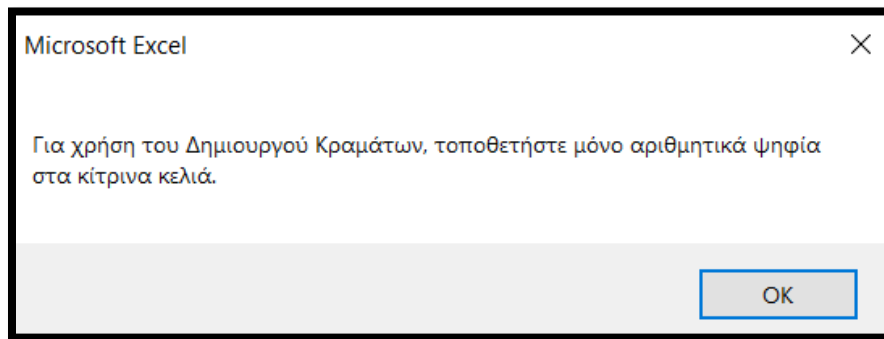 Microsoft Excel
Για χρήση του Δημιουργού Κραμάτων, τοποθετήστε μόνο αριθμητικά ψηφία
στα κίτρινα κελιά.
OK